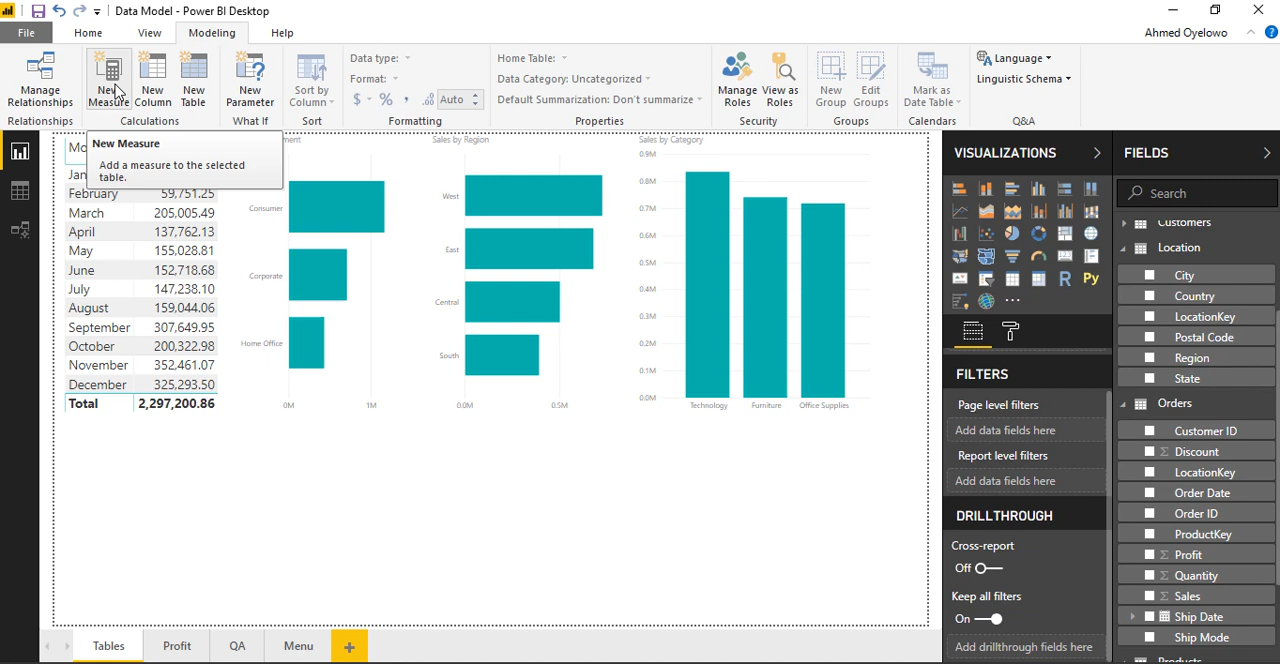 Data Model - Power BI Desktop
File Home View Modeling Help Ahmed Oyelowo
Manage Relationships
New Measure
New Column
New Table
New Parameter
Sort by Column
Data type:
Format:
$ % , .00 Auto
Home Table:
Data Category: Uncategorized
Default Summarization: Don't summarize
Manage Roles
View as Roles
New Group
Edit Groups
Mark as Date Table
Language
Linguistic Schema
Relationships Calculations What If Sort Formatting Properties Security Groups Calendars Q&A
New Measure
Add a measure to the selected
table.
Mo
Jan
February 59,751.25
March 205,005.49
April 137,762.13
May 155,028.81
June 152,718.68
July 147,238.10
August 159,044.06
September 307,649.95
October 200,322.98
November 352,461.07
December 325,293.50
Total 2,297,200.86
ment
Consumer
Corporate
Home Office
0M 1M
Sales by Region
West
East
Central
South
0.0M 0.5M
Sales by Category
0.9M
0.8M
0.7M
0.6M
0.5M
0.4M
0.3M
0.2M
0.1M
0.0M
Technology Furniture Office Supplies
VISUALIZATIONS
R Py
FILTERS
Page level filters
Add data fields here
Report level filters
Add data fields here
DRILLTHROUGH
Cross-report
Off
Keep all filters
On
Add drillthrough fields here
FIELDS
Search
Customers
Location
City
Country
LocationKey
Postal Code
Region
State
Orders
Customer ID
Σ Discount
LocationKey
Order Date
Order ID
ProductKey
Σ Profit
Σ Quantity
Σ Sales
Ship Date
Ship Mode
Products
Tables Profit QA Menu +